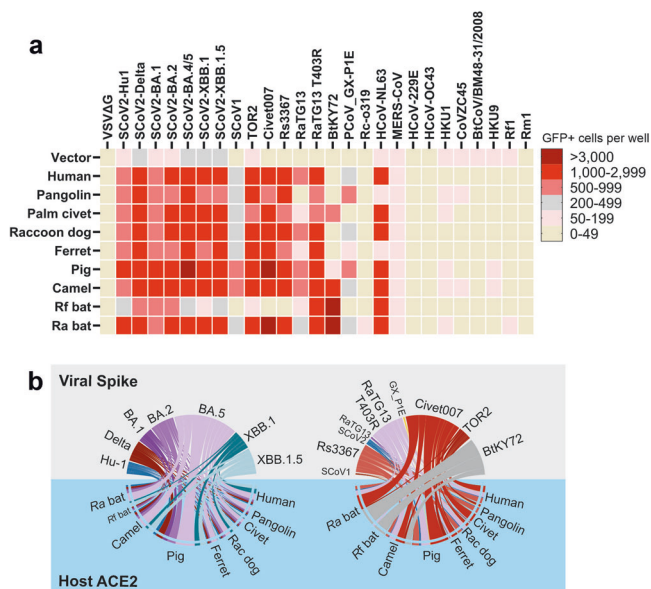 a
VSVΔG
SCoV2-Hu1
SCoV2-Delta
SCoV2-BA.1
SCoV2-BA.2
SCoV2-BA.4/5
SCoV2-XBB.1
SCoV2-XBB.1.5
SCoV1
TOR2
Civet007
Rs3367
RaTG13
RaTG13 T403R
BtKY72
PCoV_GX-P1E
Rc-o319
HCoV-NL63
MERS-CoV
HCoV-229E
HCoV-OC43
HKU1
CoVZC45
BtCoV/BM48-31/2008
HKU9
Rf1
Rm1
Vector
Human
Pangolin
Palm civet
Raccoon dog
Ferret
Pig
Camel
Rf bat
Ra bat
GFP+ cells per well
>3,000
1,000-2,999
500-999
200-499
50-199
0-49
b
Viral Spike
Hu-1
Delta
BA.1
BA.2
BA.5
XBB.1
XBB.1.5
Ra bat
Rf bat
Camel
Pig
Ferret
Rac dog
Civet
Pangolin
Human
SCoV1
Rs3367
SCoV2
RaTG13
RaTG13
T403R
GX_P1E
Civet007
TOR2
BtKY72
Ra bat
Rf bat
Camel
Pig
Ferret
Rac dog
Civet
Pangolin
Human
Host ACE2